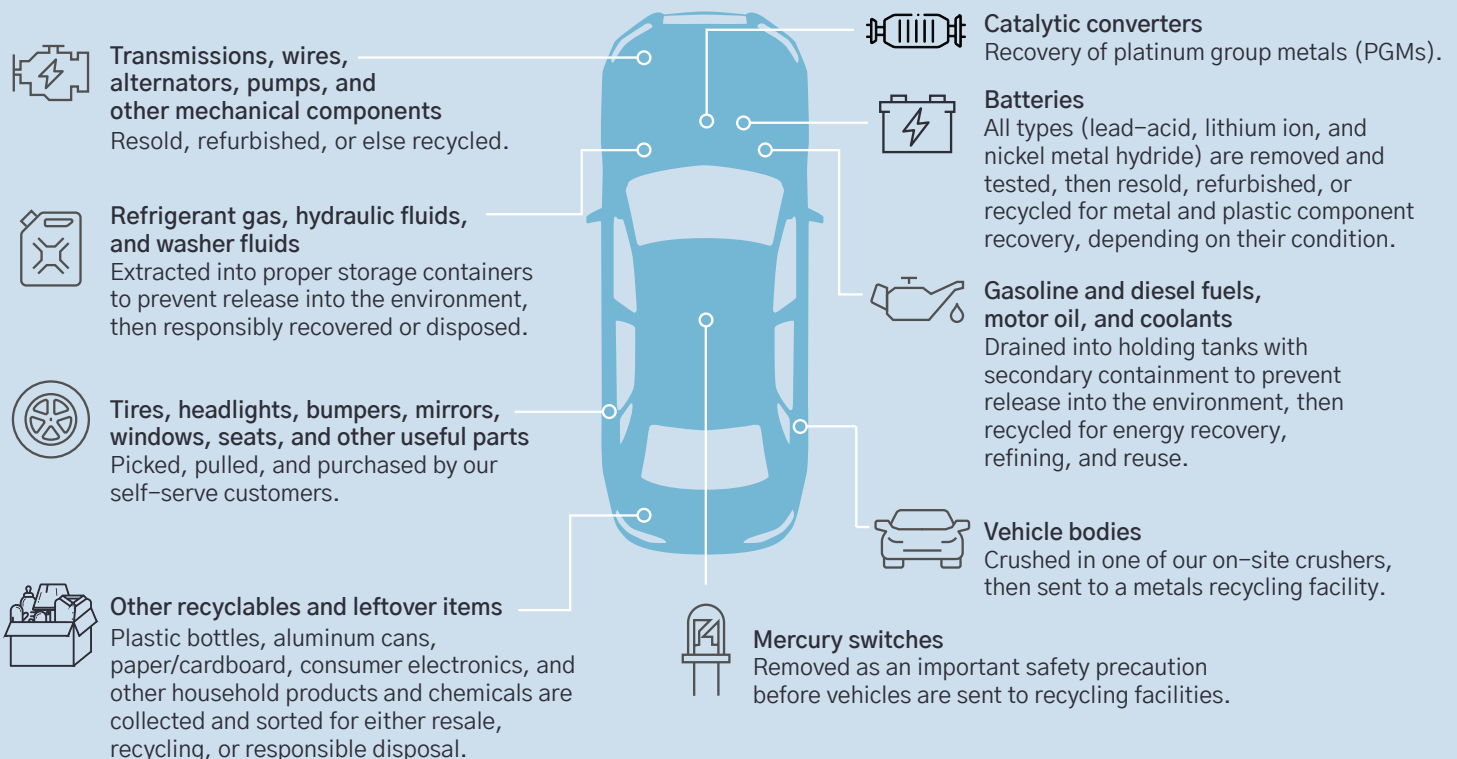 Transmissions, wires,
alternators, pumps, and
other mechanical components
Resold, refurbished, or else recycled.
Refrigerant gas, hydraulic fluids,
and washer fluids
Extracted into proper storage containers
to prevent release into the environment,
then responsibly recovered or disposed.
Tires, headlights, bumpers, mirrors,
windows, seats, and other useful parts
Picked, pulled, and purchased by our
self-serve customers.
Other recyclables and leftover items
Plastic bottles, aluminum cans,
paper/cardboard, consumer electronics, and
other household products and chemicals are
collected and sorted for either resale,
recycling, or responsible disposal.
Catalytic converters
Recovery of platinum group metals (PGMs).
Batteries
All types (lead-acid, lithium ion, and
nickel metal hydride) are removed and
tested, then resold, refurbished, or
recycled for metal and plastic component
recovery, depending on their condition.
Gasoline and diesel fuels,
motor oil, and coolants
Drained into holding tanks with
secondary containment to prevent
release into the environment, then
recycled for energy recovery,
refining, and reuse.
Vehicle bodies
Crushed in one of our on-site crushers,
then sent to a metals recycling facility.
Mercury switches
Removed as an important safety precaution
before vehicles are sent to recycling facilities.